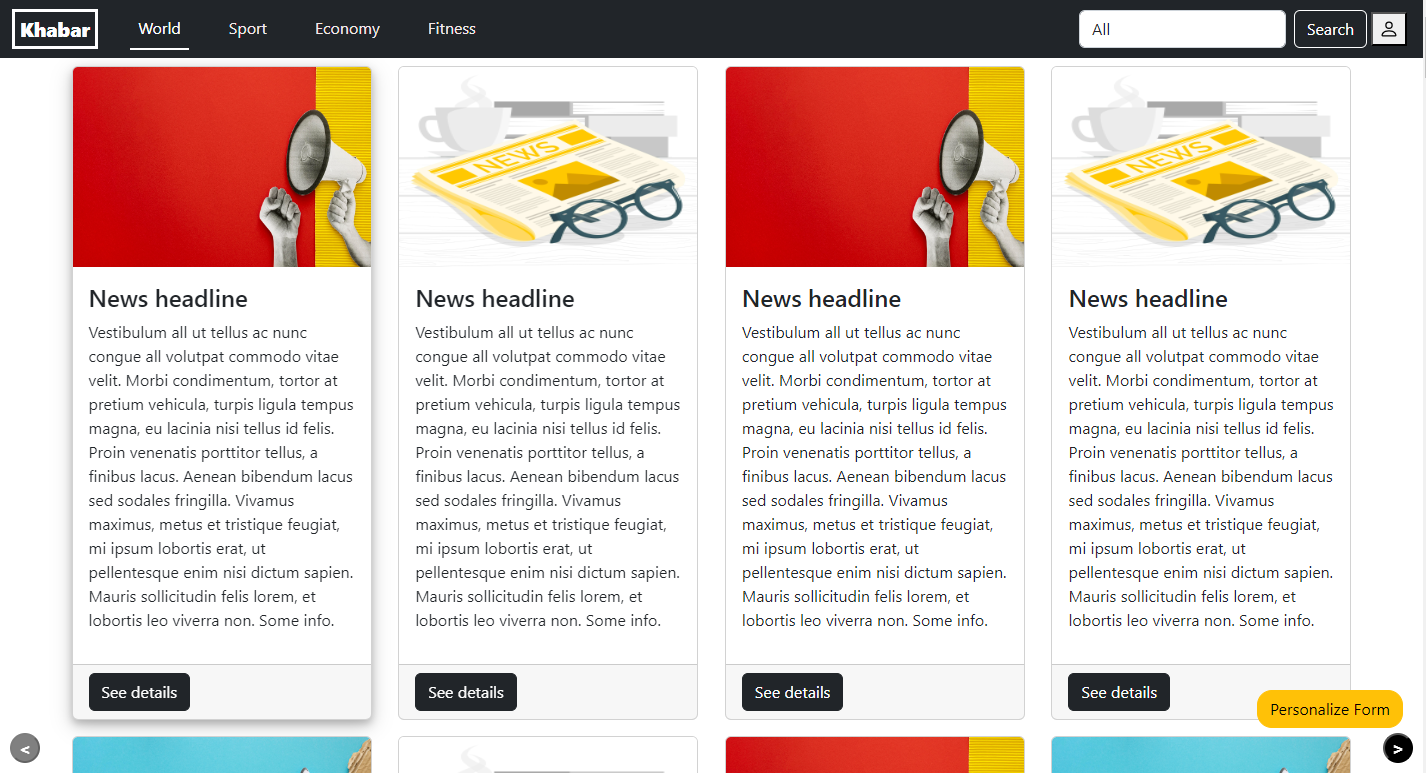 Khabar World Sport Economy Fitness All Search
NEWS
NEWS
News headline
Vestibulum all ut tellus ac nunc
congue all volutpat commodo vitae
velit. Morbi condimentum, tortor at
pretium vehicula, turpis ligula tempus
magna, eu lacinia nisi tellus id felis.
Proin venenatis porttitor tellus, a
finibus lacus. Aenean bibendum lacus
sed sodales fringilla. Vivamus
maximus, metus et tristique feugiat,
mi ipsum lobortis erat, ut
pellentesque enim nisi dictum sapien.
Mauris sollicitudin felis lorem, et
lobortis leo viverra non. Some info.
See details
News headline
Vestibulum all ut tellus ac nunc
congue all volutpat commodo vitae
velit. Morbi condimentum, tortor at
pretium vehicula, turpis ligula tempus
magna, eu lacinia nisi tellus id felis.
Proin venenatis porttitor tellus, a
finibus lacus. Aenean bibendum lacus
sed sodales fringilla. Vivamus
maximus, metus et tristique feugiat,
mi ipsum lobortis erat, ut
pellentesque enim nisi dictum sapien.
Mauris sollicitudin felis lorem, et
lobortis leo viverra non. Some info.
See details
News headline
Vestibulum all ut tellus ac nunc
congue all volutpat commodo vitae
velit. Morbi condimentum, tortor at
pretium vehicula, turpis ligula tempus
magna, eu lacinia nisi tellus id felis.
Proin venenatis porttitor tellus, a
finibus lacus. Aenean bibendum lacus
sed sodales fringilla. Vivamus
maximus, metus et tristique feugiat,
mi ipsum lobortis erat, ut
pellentesque enim nisi dictum sapien.
Mauris sollicitudin felis lorem, et
lobortis leo viverra non. Some info.
See details
News headline
Vestibulum all ut tellus ac nunc
congue all volutpat commodo vitae
velit. Morbi condimentum, tortor at
pretium vehicula, turpis ligula tempus
magna, eu lacinia nisi tellus id felis.
Proin venenatis porttitor tellus, a
finibus lacus. Aenean bibendum lacus
sed sodales fringilla. Vivamus
maximus, metus et tristique feugiat,
mi ipsum lobortis erat, ut
pellentesque enim nisi dictum sapien.
Mauris sollicitudin felis lorem, et
lobortis leo viverra non. Some info.
See details
Personalize Form
< >